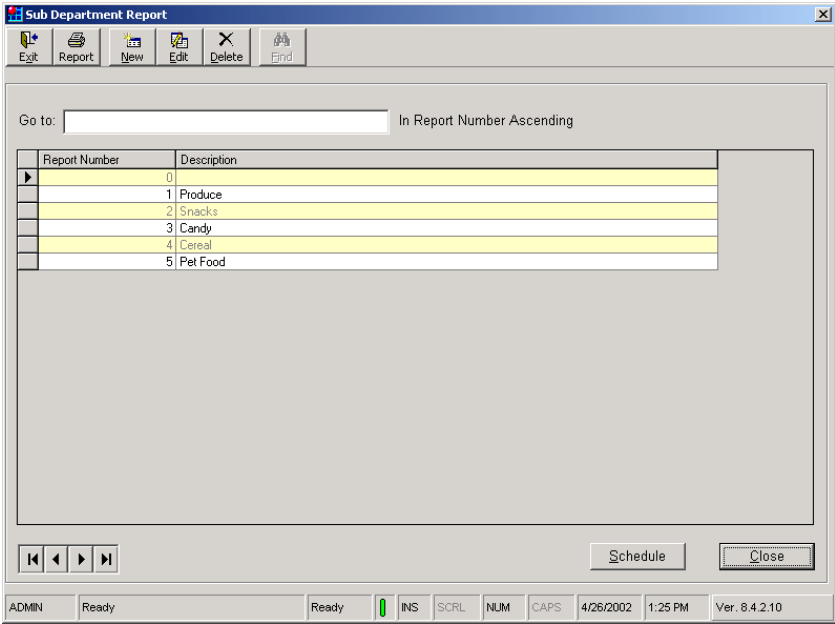 Sub Department Report
Exit Report New Edit Delete Find
Go to: In Report Number Ascending
Report Number Description
0
1 Produce
2 Snacks
3 Candy
4 Cereal
5 Pet Food
Schedule Close
ADMIN Ready Ready INS SCRL NUM CAPS 4/26/2002 1:25 PM Ver. 8.4.2.10